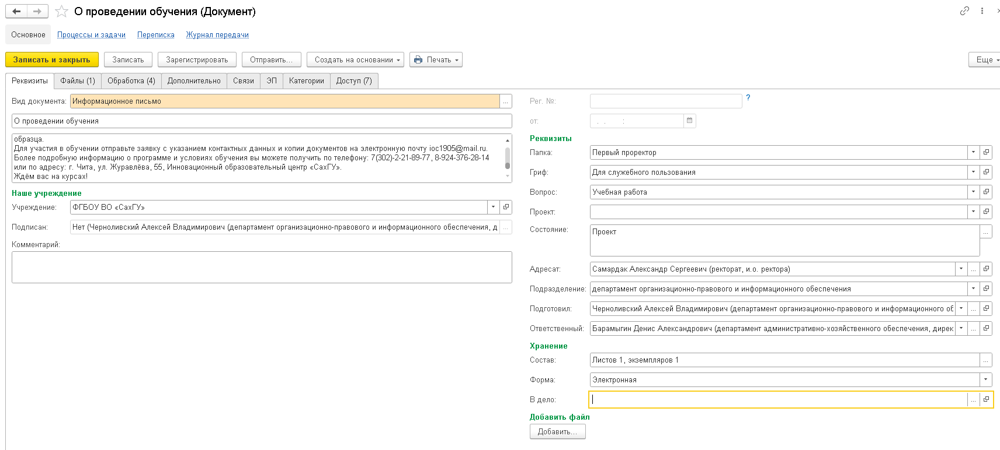 О проведении обучения (Документ)
Основное Процессы и задачи Переписка Журнал передачи
Записать и закрыть Записать Зарегистрировать Отправить... Создать на основании Печать Еще
Реквизиты Файлы (1) Обработка (4) Дополнительно Связи ЭП Категории Доступ (7)
Вид документа: Информационное письмо ...
О проведении обучения
образца.
Для участия в обучении отправьте заявку с указанием контактных данных и копии документов на электронную почту ioc1905@mail.ru.
Более подробную информацию о программе и условиях обучения вы можете получить по телефону: 7(302)-2-21-89-77, 8-924-376-28-14
или по адресу: г. Чита, ул. Журавлёва, 55, Инновационный образовательный центр «СахГУ».
Ждём вас на курсах!
Наше учреждение
Учреждение: ФГБОУ ВО «СахГУ»
Подписан: Нет (Черноливский Алексей Владимирович (департамент организационно-правового и информационного обеспечения, д ...
Комментарий:
Рег. №: ?
от: . . :
Реквизиты
Папка: Первый проректор
Гриф: Для служебного пользования
Вопрос: Учебная работа
Проект:
Состояние: Проект ...
Адресат: Самардак Александр Сергеевич (ректорат, и.о. ректора) ...
Подразделение: департамент организационно-правового и информационного обеспечения
Подготовил: Черноливский Алексей Владимирович (департамент организационно-правового и информационного об ...
Ответственный: Барамыгин Денис Александрович (департамент административно-хозяйственного обеспечения, дирек ...
Хранение
Состав: Листов 1, экземпляров 1 ...
Форма: Электронная
В дело: ...
Добавить файл
Добавить...